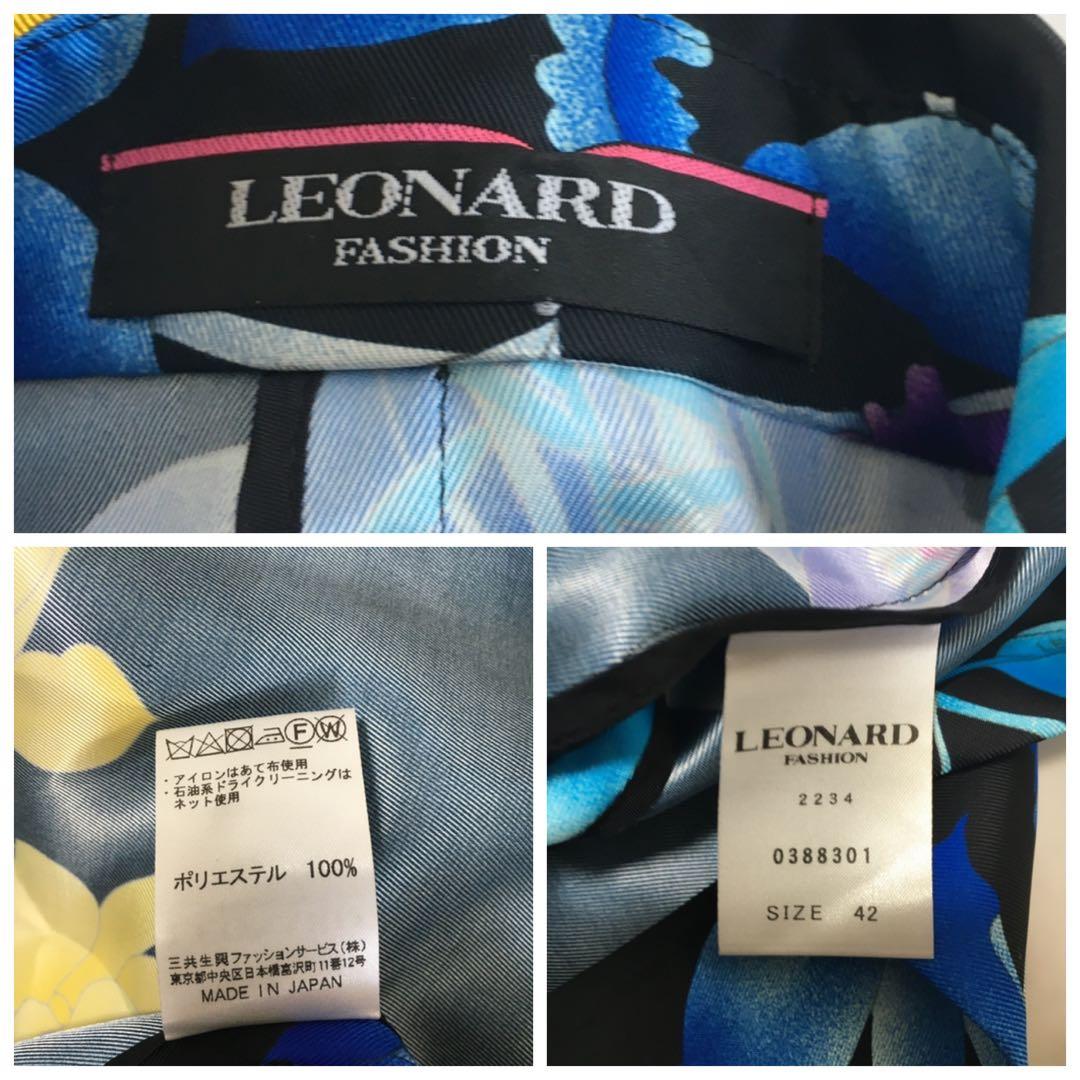 LEONARD
FASHION
F W
・アイロンはあて布使用
・石油系ドライクリーニングは
ネット使用
ポリエステル 100%
三共生興ファッションサービス(株)
東京都中央区日本橋富沢町11番12号
MADE IN JAPAN
LEONARD
FASHION
2234
0388301
SIZE 42